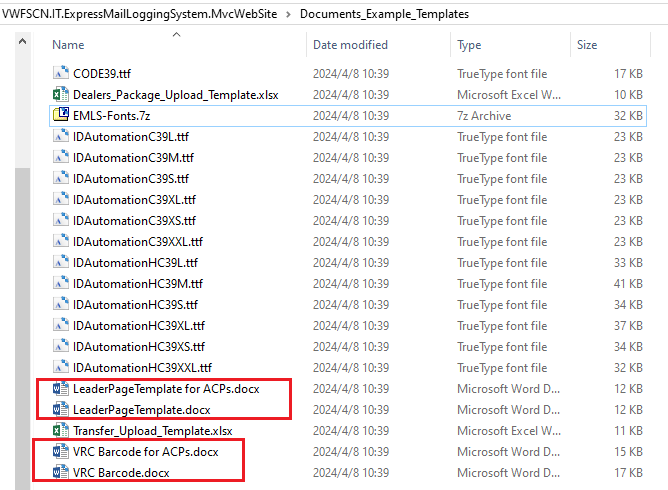 VWFSCN.IT.ExpressMailLoggingSystem.MvcWebSite > Documents_Example_Templates
Name Date modified Type Size
CODE39.ttf 2024/4/8 10:39 TrueType font file 17 KB
Dealers_Package_Upload_Template.xlsx 2024/4/8 10:39 Microsoft Excel W... 10 KB
EMLS-Fonts.7z 2024/4/8 10:39 7z Archive 32 KB
IDAutomationC39L.ttf 2024/4/8 10:39 TrueType font file 23 KB
IDAutomationC39M.ttf 2024/4/8 10:39 TrueType font file 23 KB
IDAutomationC39S.ttf 2024/4/8 10:39 TrueType font file 23 KB
IDAutomationC39XL.ttf 2024/4/8 10:39 TrueType font file 23 KB
IDAutomationC39XS.ttf 2024/4/8 10:39 TrueType font file 23 KB
IDAutomationC39XXL.ttf 2024/4/8 10:39 TrueType font file 23 KB
IDAutomationHC39L.ttf 2024/4/8 10:39 TrueType font file 33 KB
IDAutomationHC39M.ttf 2024/4/8 10:39 TrueType font file 41 KB
IDAutomationHC39S.ttf 2024/4/8 10:39 TrueType font file 34 KB
IDAutomationHC39XL.ttf 2024/4/8 10:39 TrueType font file 37 KB
IDAutomationHC39XS.ttf 2024/4/8 10:39 TrueType font file 34 KB
IDAutomationHC39XXL.ttf 2024/4/8 10:39 TrueType font file 32 KB
LeaderPageTemplate for ACPs.docx 2024/4/8 10:39 Microsoft Word D... 12 KB
LeaderPageTemplate.docx 2024/4/8 10:39 Microsoft Word D... 12 KB
Transfer_Upload_Template.xlsx 2024/4/8 10:39 Microsoft Excel W... 11 KB
VRC Barcode for ACPs.docx 2024/4/8 10:39 Microsoft Word D... 15 KB
VRC Barcode.docx 2024/4/8 10:39 Microsoft Word D... 17 KB